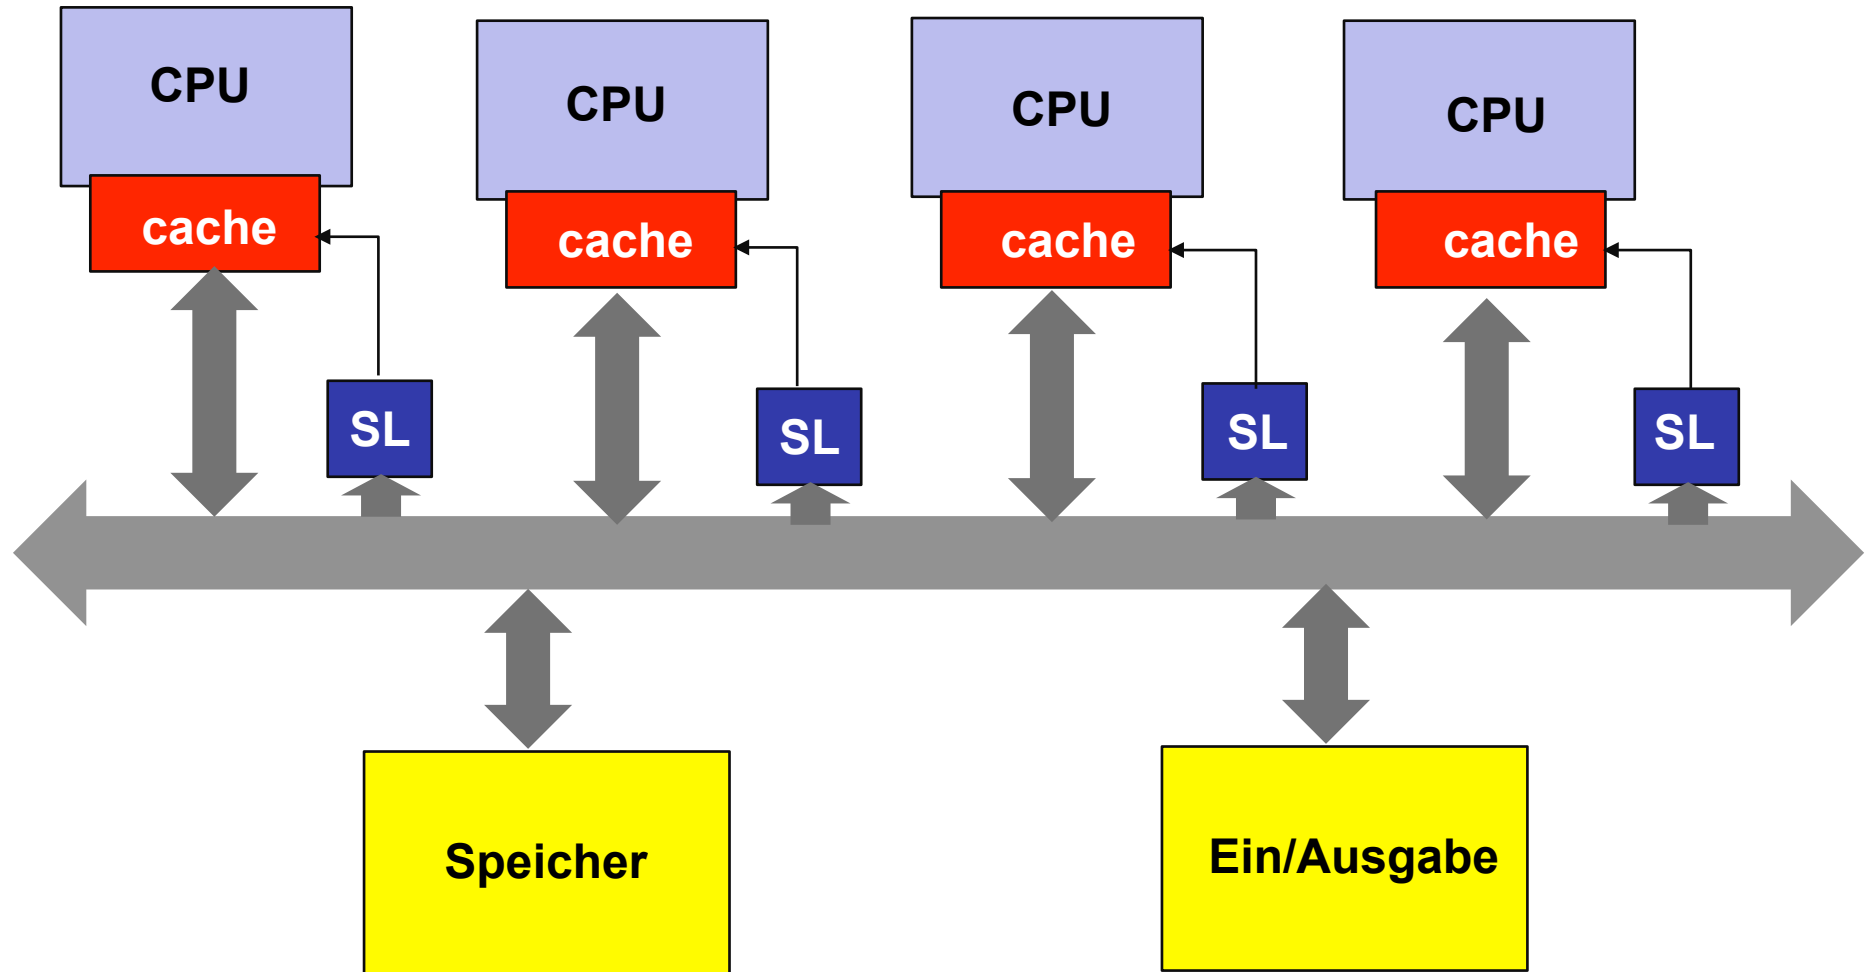 CPU
CPU
CPU
CPU
cache
cache
cache
cache
SL
SL
SL
SL
Speicher
Ein/Ausgabe